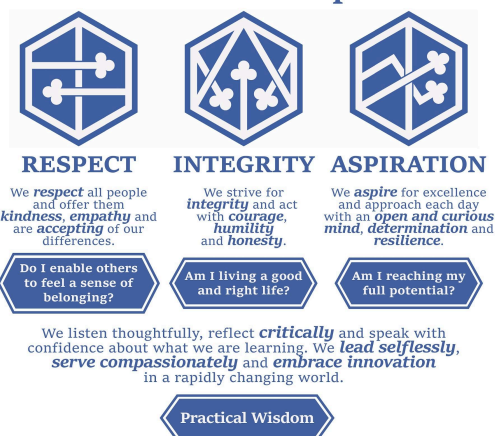 RESPECT
We respect all people
and offer them
kindness, empathy and
are accepting of our
differences.
Do I enable others
to feel a sense of
belonging?
INTEGRITY
We strive for
integrity and act
with courage,
humility
and honesty.
Am I living a good
and right life?
ASPIRATION
We aspire for excellence
and approach each day
with an open and curious
mind, determination and
resilience.
Am I reaching my
full potential?
We listen thoughtfully, reflect critically and speak with
confidence about what we are learning. We lead selflessly,
serve compassionately and embrace innovation
in a rapidly changing world.
Practical Wisdom